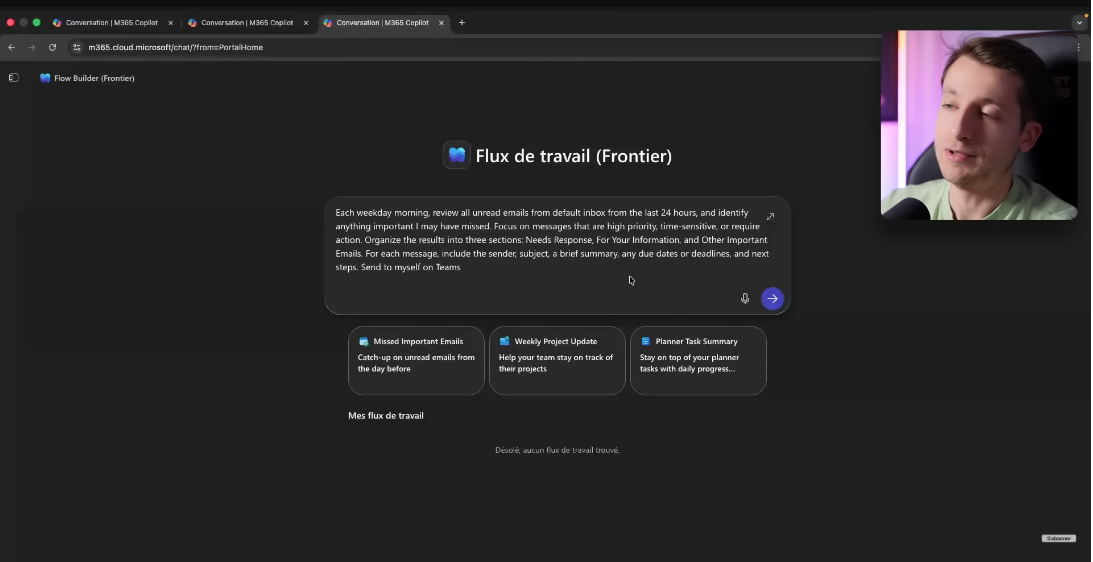 Conversation | M365 Copilot
Conversation | M365 Copilot
Conversation | M365 Copilot
m365.cloud.microsoft/chat/?from=PortalHome
Flow Builder (Frontier)
Flux de travail (Frontier)
Each weekday morning, review all unread emails from default inbox from the last 24 hours, and identify
anything important I may have missed. Focus on messages that are high priority, time-sensitive, or require
action. Organize the results into three sections: Needs Response, For Your Information, and Other Important
Emails. For each message, include the sender, subject, a brief summary, any due dates or deadlines, and next
steps. Send to myself on Teams
Missed Important Emails
Catch-up on unread emails from
the day before
Weekly Project Update
Help your team stay on track of
their projects
Planner Task Summary
Stay on top of your planner
tasks with daily progress...
Mes flux de travail
Désolé, aucun flux de travail trouvé.
S'abonner